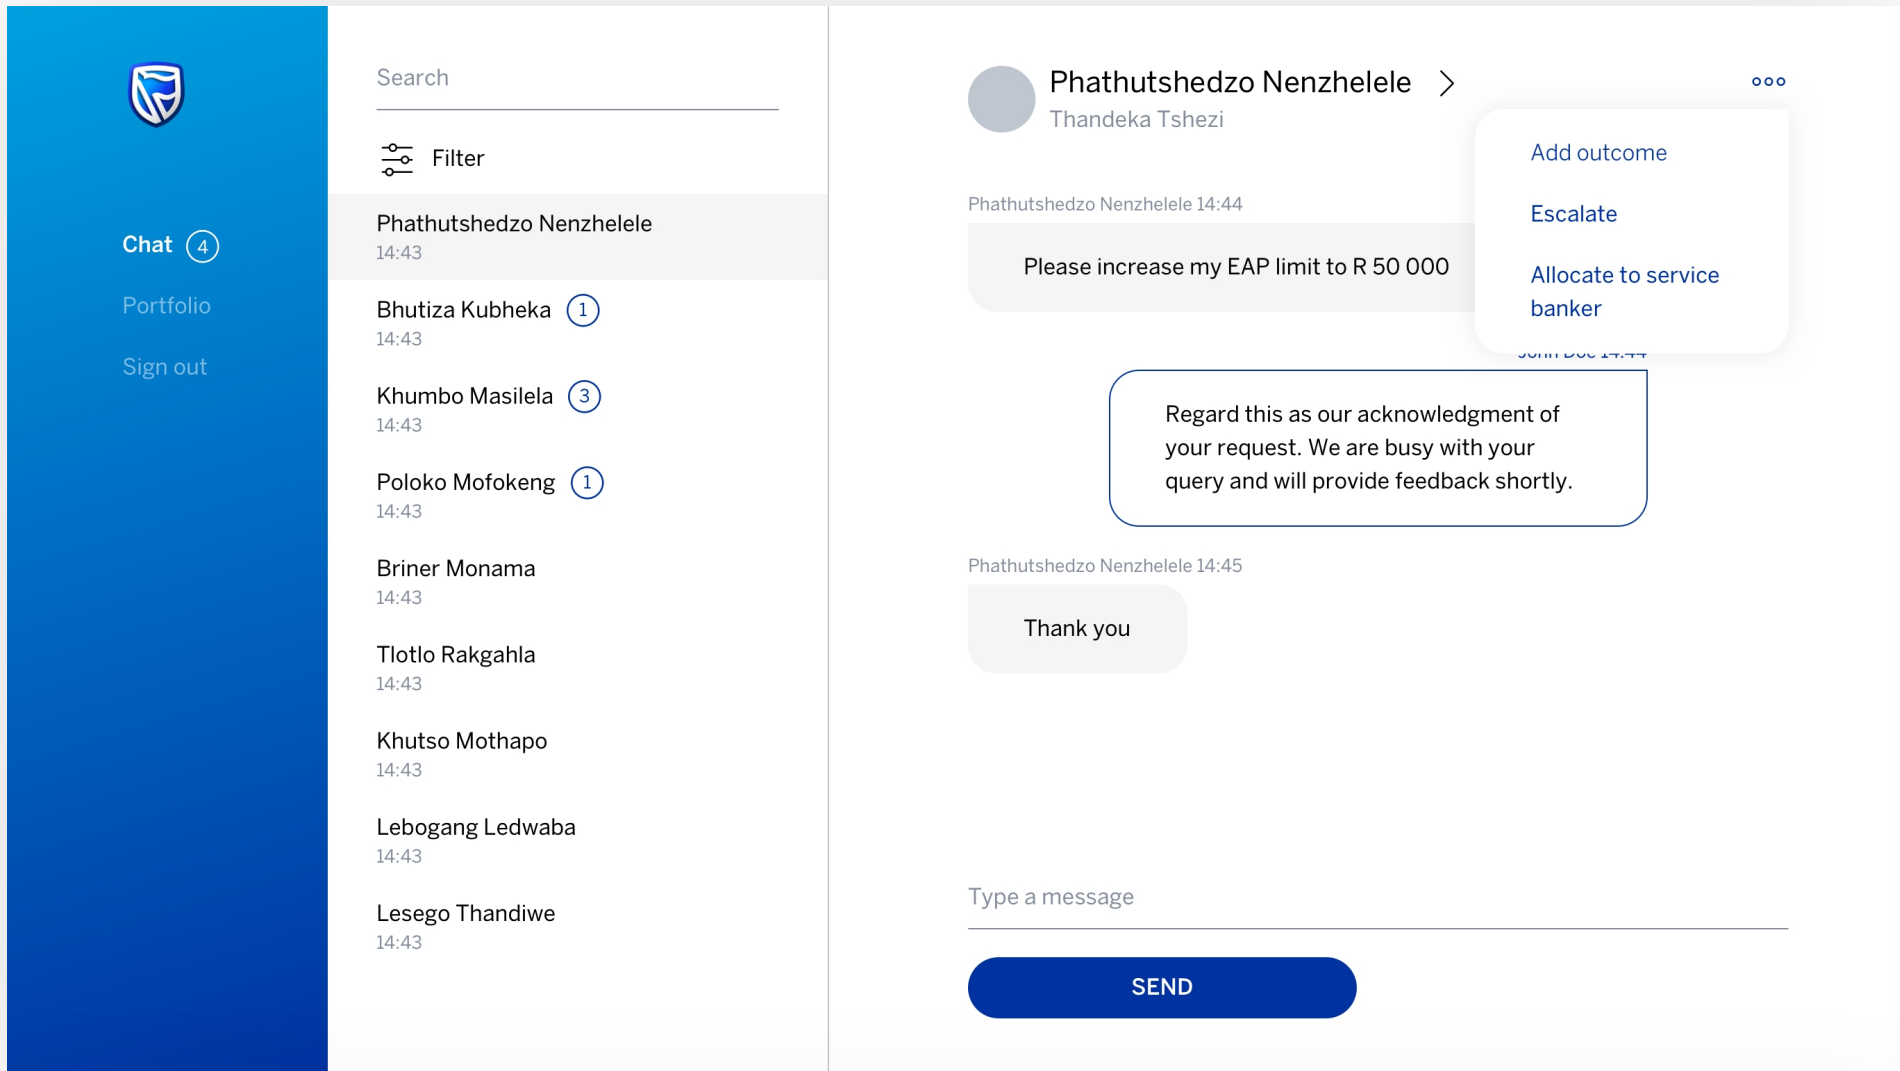 Chat 4
Portfolio
Sign out
Search
Filter
Phathutshedzo Nenzhelele
14:43
Bhutiza Kubheka 1
14:43
Khumbo Masilela 3
14:43
Poloko Mofokeng 1
14:43
Briner Monama
14:43
Tlotlo Rakgahla
14:43
Khutso Mothapo
14:43
Lebogang Ledwaba
14:43
Lesego Thandiwe
14:43
Phathutshedzo Nenzhelele
Thandeka Tshezi
Add outcome
Escalate
Allocate to service
banker
Phathutshedzo Nenzhelele 14:44
Please increase my EAP limit to R 50 000
John Doe 14:44
Regard this as our acknowledgment of
your request. We are busy with your
query and will provide feedback shortly.
Phathutshedzo Nenzhelele 14:45
Thank you
Type a message
SEND